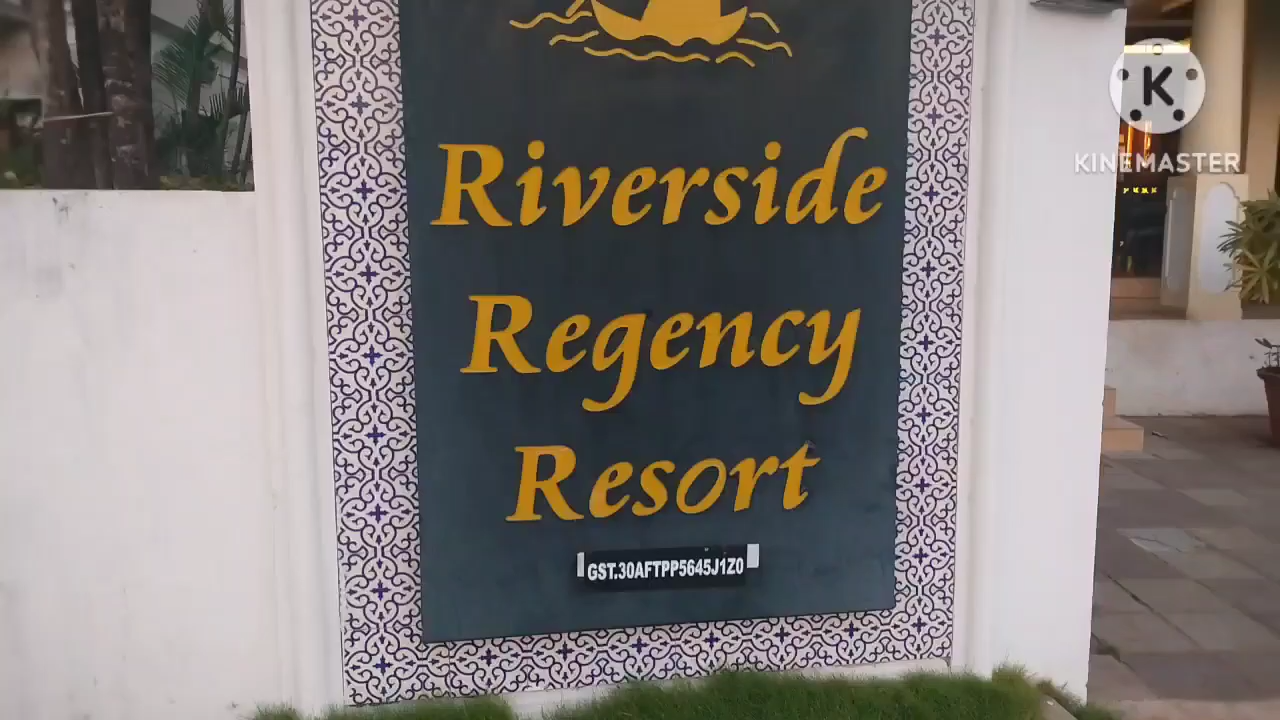 Riverside
Regency
Resort
GST.30AFTPP5645J1Z0
K
KINEMASTER